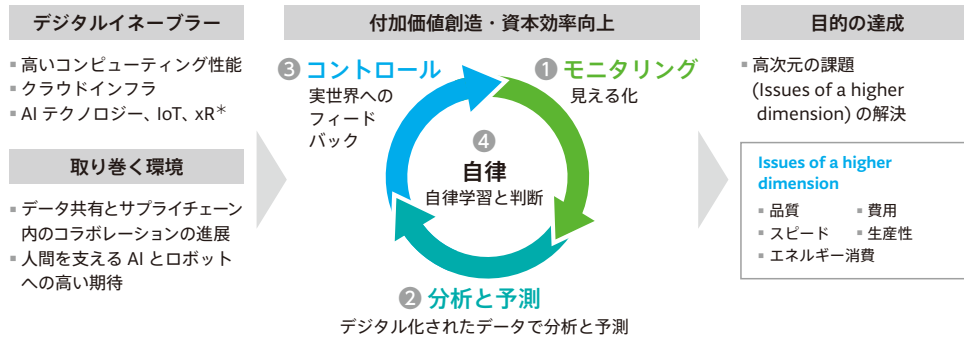 デジタルイネーブラー
▪ 高いコンピューティング性能
▪ クラウドインフラ
▪ AI テクノロジー、IoT、xR＊
取り巻く環境
▪ データ共有とサプライチェーン
内のコラボレーションの進展
▪ 人間を支える AI とロボット
への高い期待
付加価値創造・資本効率向上
❶ モニタリング
見える化
❷ 分析と予測
デジタル化されたデータで分析と予測
❸ コントロール
実世界への
フィード
バック
❹
自律
自律学習と判断
目的の達成
▪ 高次元の課題
(Issues of a higher
dimension) の解決
Issues of a higher
dimension
▪ 品質 ▪ 費用
▪ スピード ▪ 生産性
▪ エネルギー消費